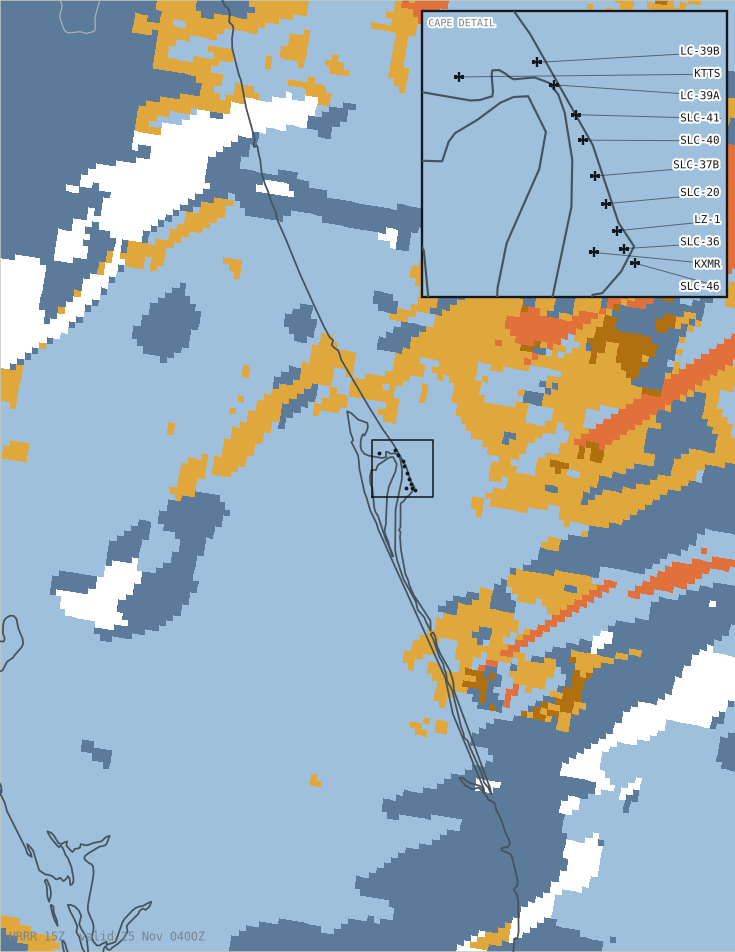 CAPE DETAIL
LC-39B
KTTS
LC-39A
SLC-41
SLC-40
SLC-37B
SLC-20
LZ-1
SLC-36
KXMR
SLC-46
HRRR 15Z  valid 25 Nov 0400Z